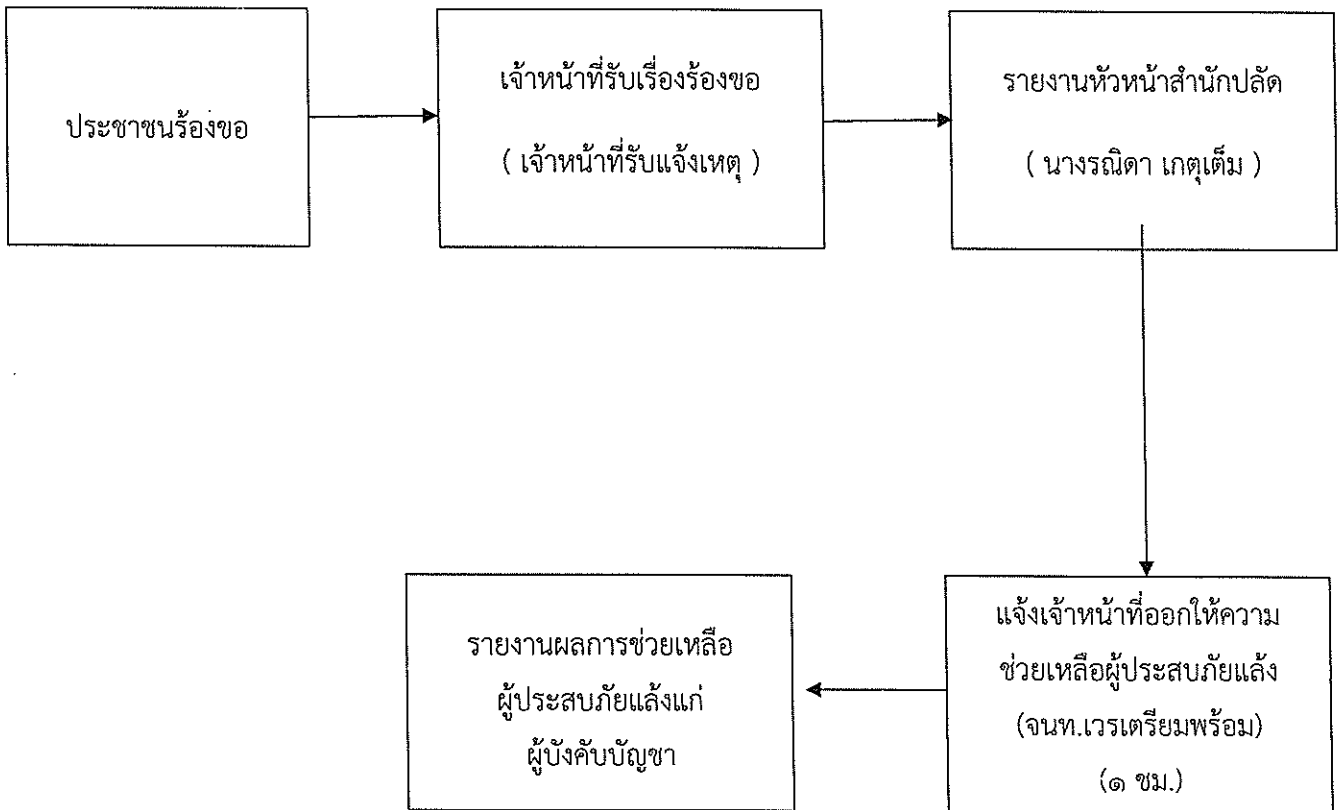 ประชาชนร้องขอ
เจ้าหน้าที่รับเรื่องร้องขอ
( เจ้าหน้าที่รับแจ้งเหตุ )
รายงานหัวหน้าสำนักปลัด
( นางรณิดา เกตุเต็ม )
แจ้งเจ้าหน้าที่ออกให้ความ
ช่วยเหลือผู้ประสบภัยแล้ง
(จนท.เวรเตรียมพร้อม)
(๑ ชม.)
รายงานผลการช่วยเหลือ
ผู้ประสบภัยแล้งแก่
ผู้บังคับบัญชา